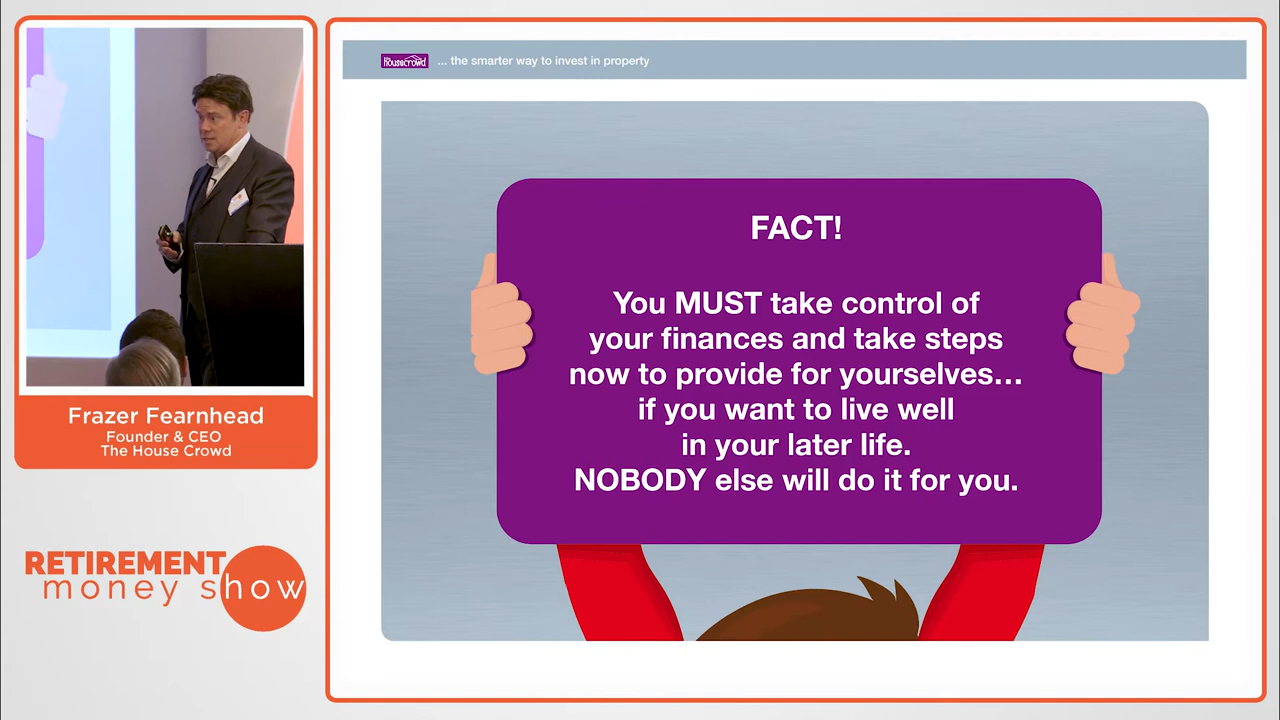 Frazer Fearnhead
Founder & CEO
The House Crowd
RETIREMENT
money show
the
housecrowd
... the smarter way to invest in property
FACT!
You MUST take control of
your finances and take steps
now to provide for yourselves...
if you want to live well
in your later life.
NOBODY else will do it for you.